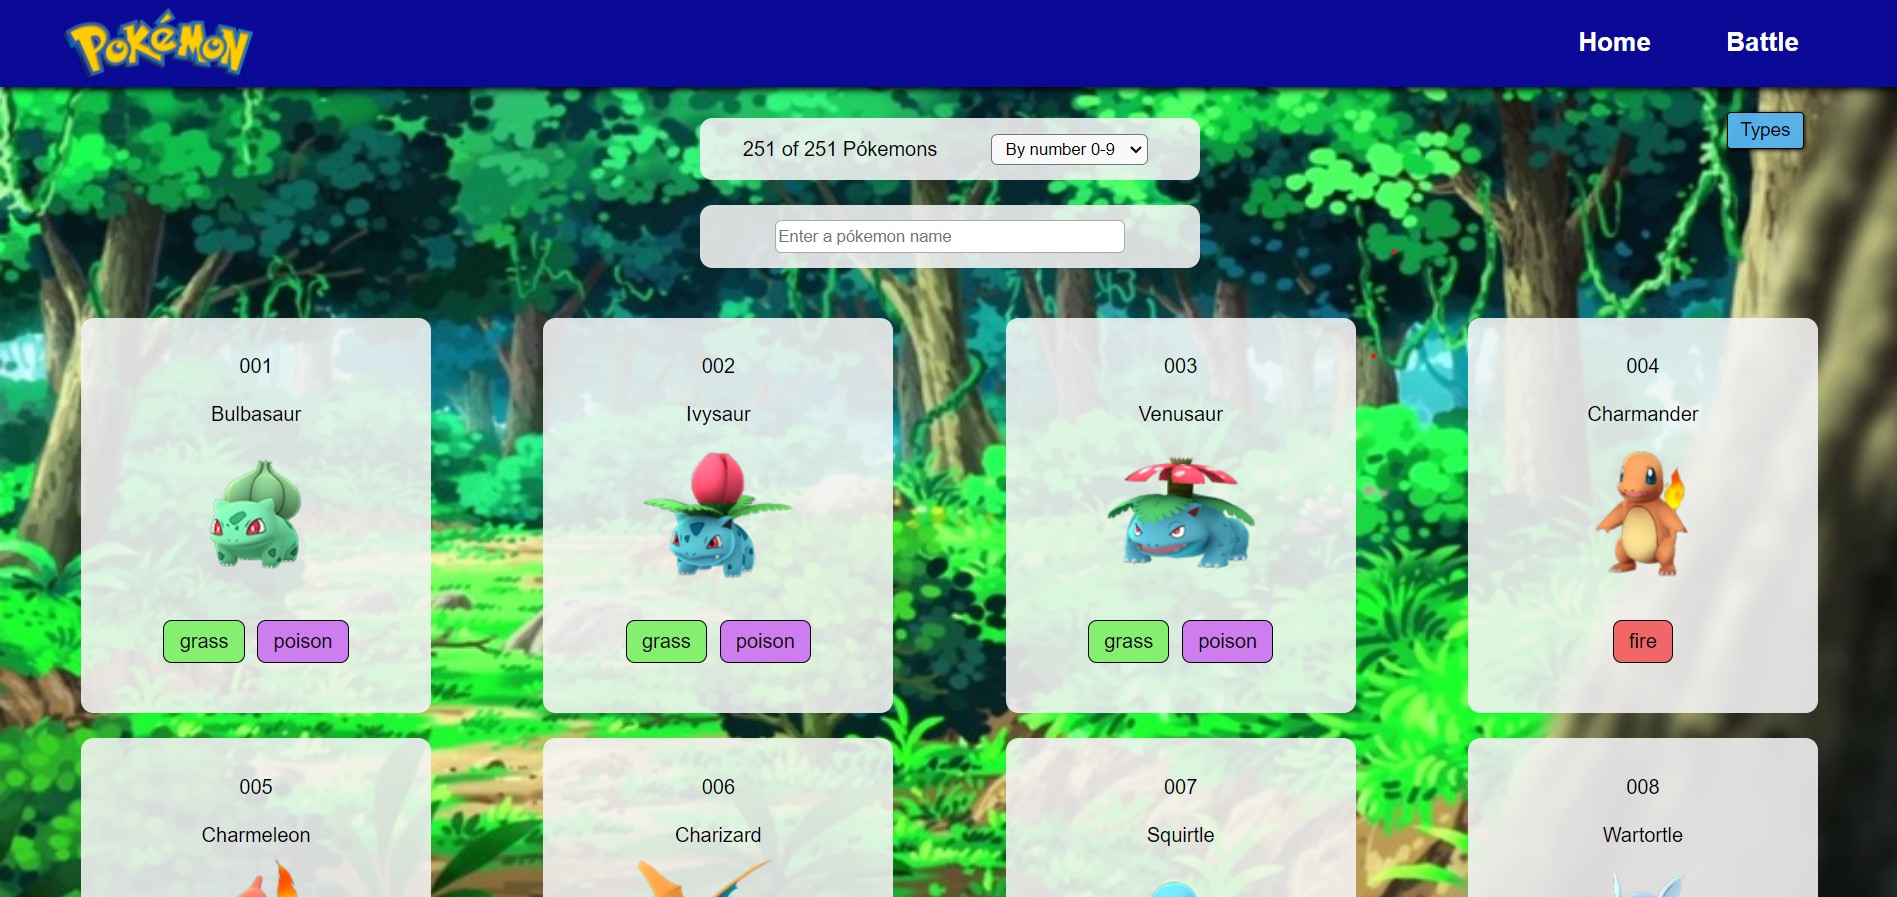 Pokémon
Home
Battle
Types
251 of 251 Pókemons
By number 0-9
Enter a pókemon name
001
Bulbasaur
grass
poison
002
Ivysaur
grass
poison
003
Venusaur
grass
poison
004
Charmander
fire
005
Charmeleon
006
Charizard
007
Squirtle
008
Wartortle